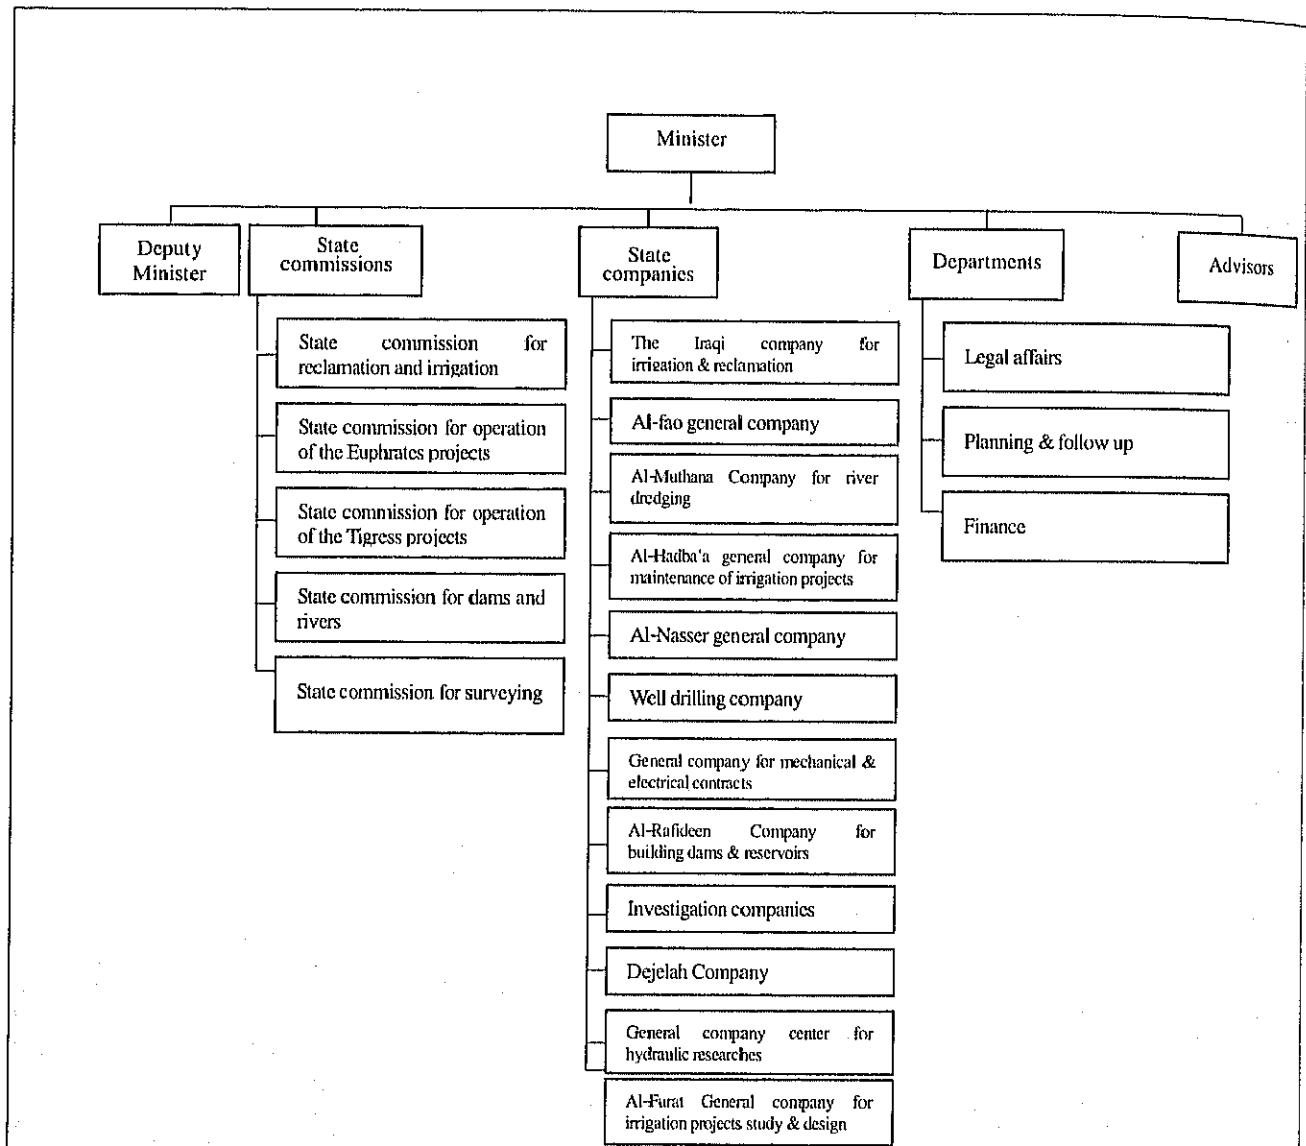 Minister
Deputy
Minister
State
commissions
State
companies
Departments
Advisors
State commission for
reclamation and irrigation
State commission for operation
of the Euphrates projects
State commission for operation
of the Tigress projects
State commission for dams and
rivers
State commission for surveying
The Iraqi company for
irrigation & reclamation
Al-fao general company
Al-Muthana Company for river
dredging
Al-Hadba'a general company for
maintenance of irrigation projects
Al-Nasser general company
Well drilling company
General company for mechanical &
electrical contracts
Al-Rafideen Company for
building dams & reservoirs
Investigation companies
Dejelah Company
General company center for
hydraulic researches
Al-Furat General company for
irrigation projects study & design
Legal affairs
Planning & follow up
Finance